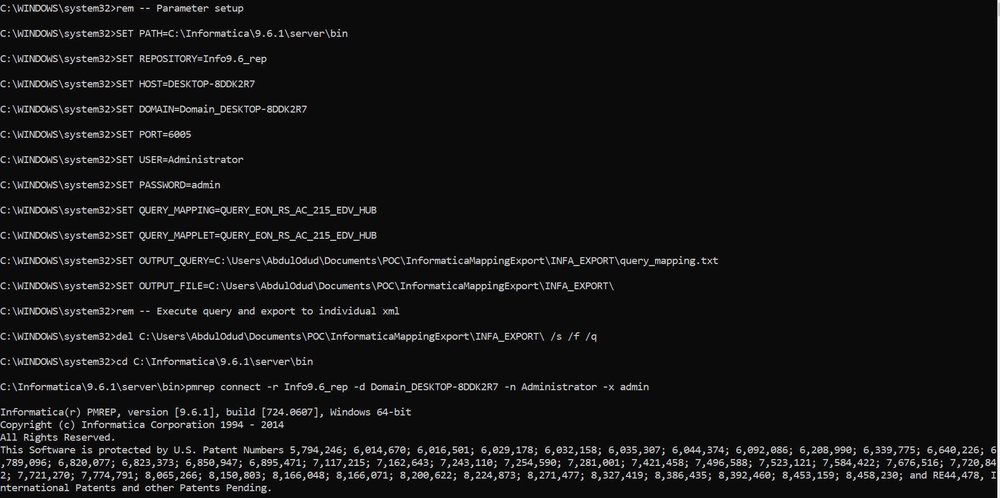 C:\WINDOWS\system32>rem -- Parameter setup
C:\WINDOWS\system32>SET PATH=C:\Informatica\9.6.1\server\bin
C:\WINDOWS\system32>SET REPOSITORY=Info9.6_rep
C:\WINDOWS\system32>SET HOST=DESKTOP-8DDK2R7
C:\WINDOWS\system32>SET DOMAIN=Domain_DESKTOP-8DDK2R7
C:\WINDOWS\system32>SET PORT=6005
C:\WINDOWS\system32>SET USER=Administrator
C:\WINDOWS\system32>SET PASSWORD=admin
C:\WINDOWS\system32>SET QUERY_MAPPING=QUERY_EON_RS_AC_215_EDV_HUB
C:\WINDOWS\system32>SET QUERY_MAPPLET=QUERY_EON_RS_AC_215_EDV_HUB
C:\WINDOWS\system32>SET OUTPUT_QUERY=C:\Users\AbdulOdud\Documents\POC\InformaticaMappingExport\INFA_EXPORT\query_mapping.txt
C:\WINDOWS\system32>SET OUTPUT_FILE=C:\Users\AbdulOdud\Documents\POC\InformaticaMappingExport\INFA_EXPORT\
C:\WINDOWS\system32>rem -- Execute query and export to individual xml
C:\WINDOWS\system32>del C:\Users\AbdulOdud\Documents\POC\InformaticaMappingExport\INFA_EXPORT\ /s /f /q
C:\WINDOWS\system32>cd C:\Informatica\9.6.1\server\bin
C:\Informatica\9.6.1\server\bin>pmrep connect -r Info9.6_rep -d Domain_DESKTOP-8DDK2R7 -n Administrator -x admin
Informatica(r) PMREP, version [9.6.1], build [724.0607], Windows 64-bit
Copyright (c) Informatica Corporation 1994 - 2014
All Rights Reserved.
This Software is protected by U.S. Patent Numbers 5,794,246; 6,014,670; 6,016,501; 6,029,178; 6,032,158; 6,035,307; 6,044,374; 6,092,086; 6,208,990; 6,339,775; 6,640,226; 6
,789,096; 6,820,077; 6,823,373; 6,850,947; 6,895,471; 7,117,215; 7,162,643; 7,243,110; 7,254,590; 7,281,001; 7,421,458; 7,496,588; 7,523,121; 7,584,422; 7,676,516; 7,720,84
2; 7,721,270; 7,774,791; 8,065,266; 8,150,803; 8,166,048; 8,166,071; 8,200,622; 8,224,873; 8,271,477; 8,327,419; 8,386,435; 8,392,460; 8,453,159; 8,458,230; and RE44,478, I
nternational Patents and other Patents Pending.